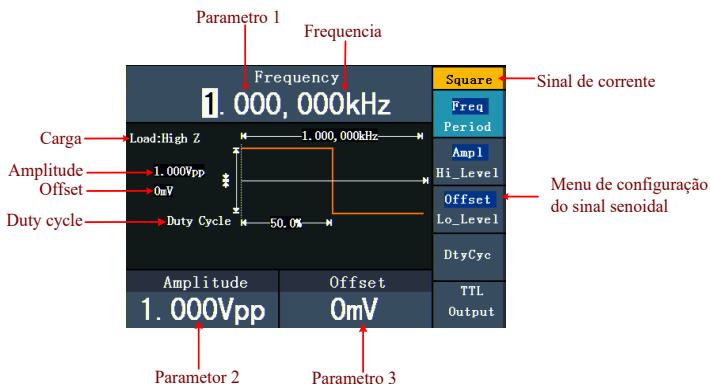 Parametro 1
Frequencia
Frequency
1.000,000kHz
Square
Sinal de corrente
Freq
Period
Carga
Load:High Z
1.000,000kHz
Ampl
Hi_Level
Amplitude
1.000Vpp
Offset
0mV
Offset
Lo_Level
Menu de configuração
do sinal senoidal
Duty cycle
Duty Cycle
50.0%
DtyCyc
Amplitude
1.000Vpp
Offset
0mV
TTL
Output
Parametor 2
Parametro 3